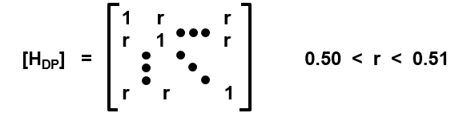 1 r r
r 1 ••• r
[H_DP] = 0.50 < r < 0.51
r r 1